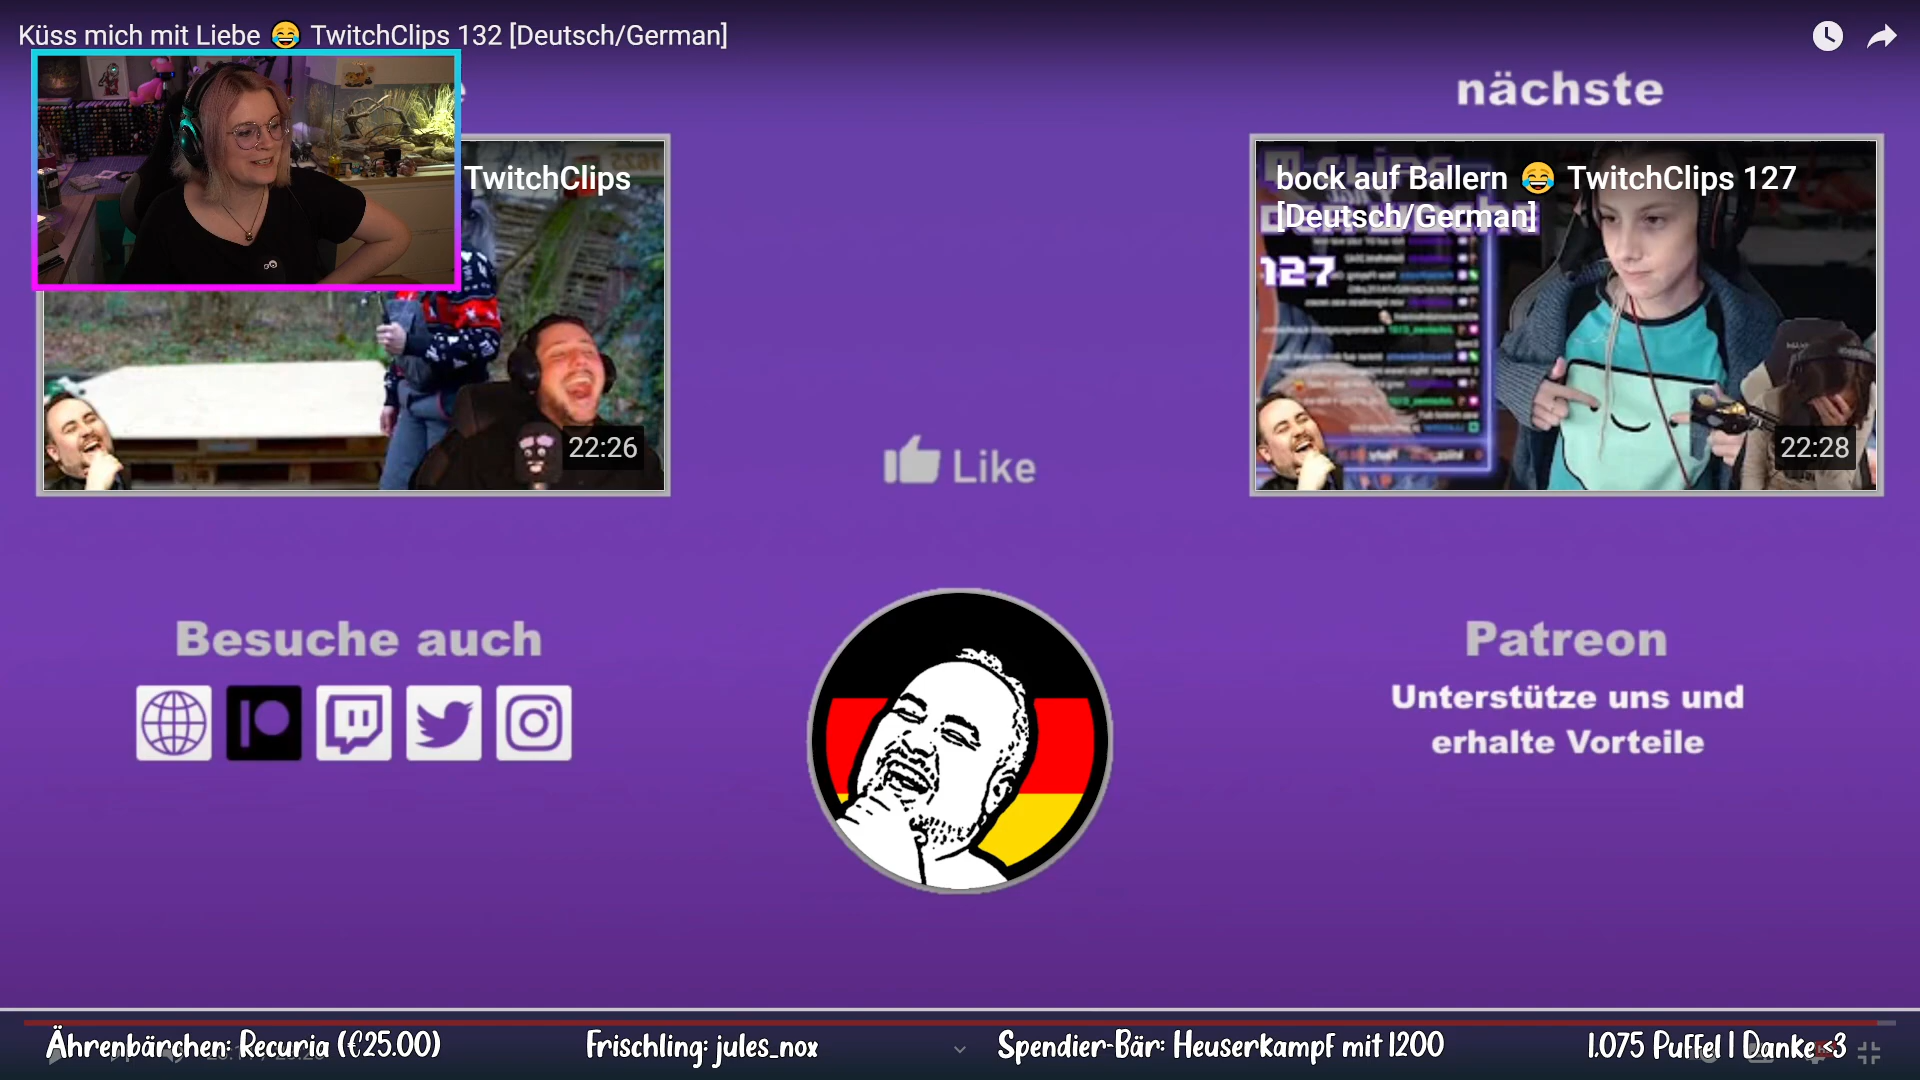 Küss mich mit Liebe 😂 TwitchClips 132 [Deutsch/German]
nächste
TwitchClips
22:26
bock auf Ballern 😂 TwitchClips 127
[Deutsch/German]
127
22:28
Like
Besuche auch
Patreon
Unterstütze uns und
erhalte Vorteile
Ährenbärchen: Recuria (€25.00)
Frischling: jules_nox
Spendier-Bär: Heuserkampf mit 1200
1.075 Puffel | Danke <3